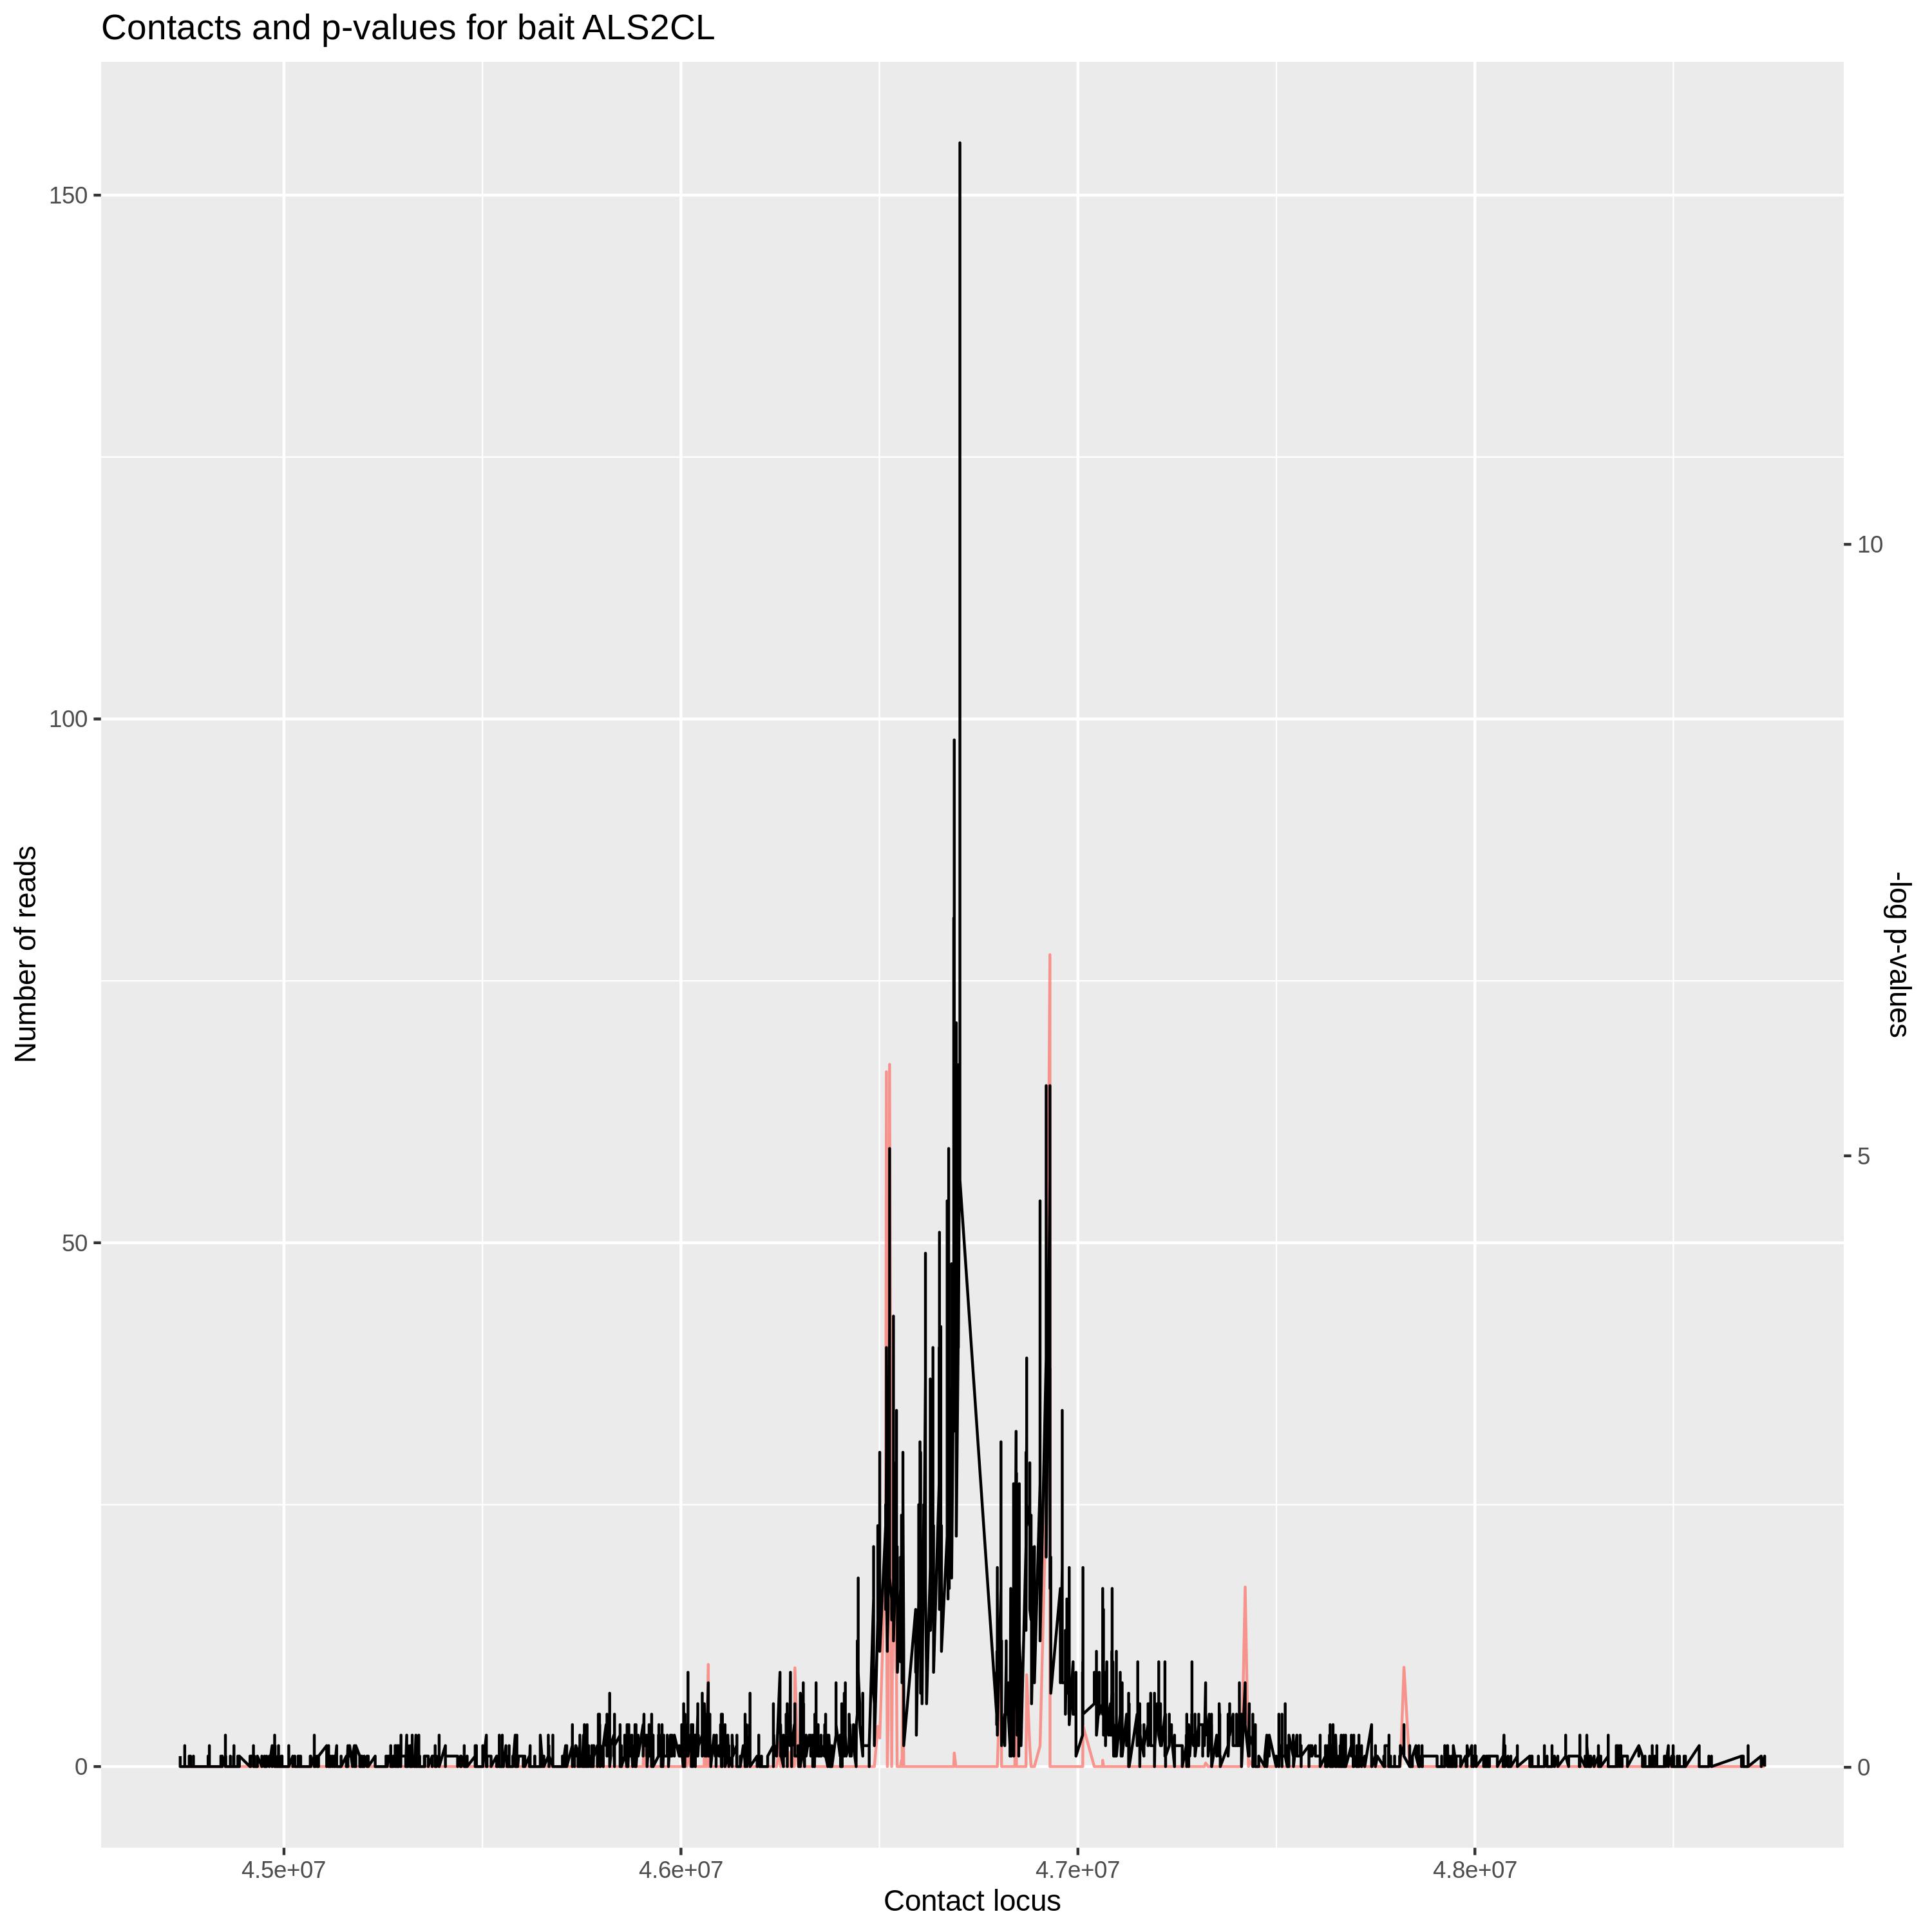 Contacts and p-values for bait ALS2CL
150
100
50
0
Number of reads
10
5
0
-log p-values
4.5e+07
4.6e+07
4.7e+07
4.8e+07
Contact locus